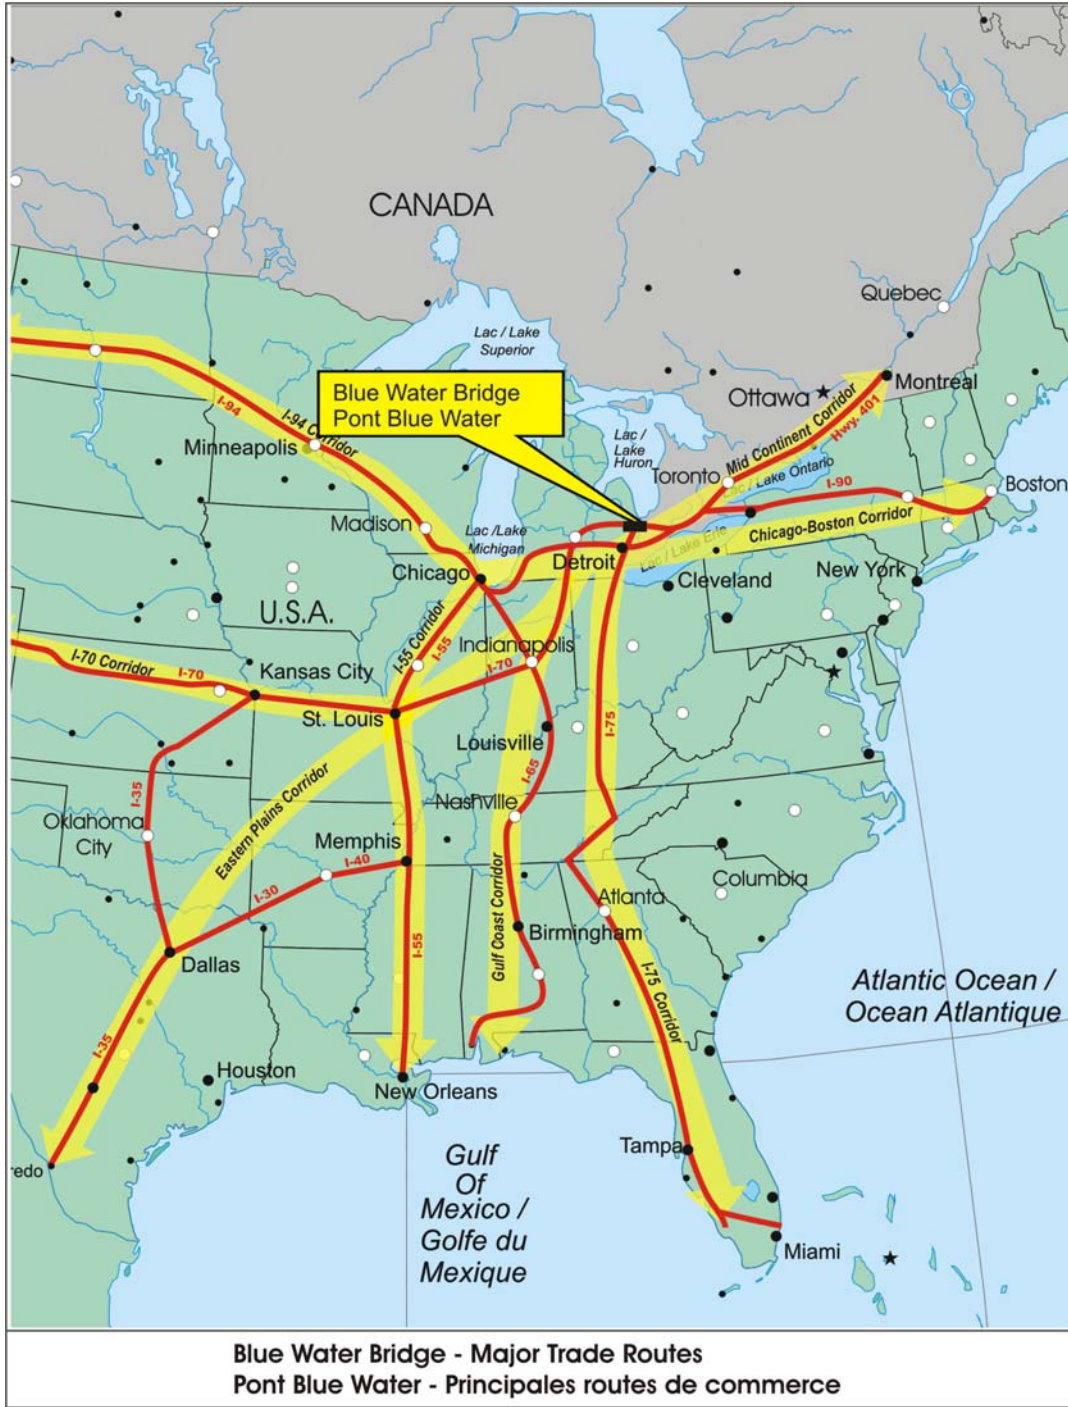 CANADA
Quebec
Lac / Lake
Superior
Blue Water Bridge
Pont Blue Water
Ottawa
Montreal
I-94
I-94 Corridor
Minneapolis
Lac /
Lake
Huron
Toronto
Mid Continent Corridor
Hwy. 401
Lac / Lake Ontario
I-90
Boston
Madison
Lac /Lake
Michigan
Chicago-Boston Corridor
Detroit
Lac / Lake Erie
Chicago
Cleveland
New York
U.S.A.
I-55 Corridor
I-55
Indianapolis
I-70 Corridor
I-70
Kansas City
I-70
St. Louis
Louisville
I-75
I-65
I-35
Eastern Plains Corridor
Nashville
Oklahoma
City
Memphis
I-40
I-30
Columbia
Atlanta
Gulf Coast Corridor
Birmingham
I-55
Dallas
I-75 Corridor
Atlantic Ocean /
Ocean Atlantique
I-35
Houston
New Orleans
Tampa
redo
Gulf
Of
Mexico /
Golfe du
Mexique
Miami
Blue Water Bridge - Major Trade Routes
Pont Blue Water - Principales routes de commerce